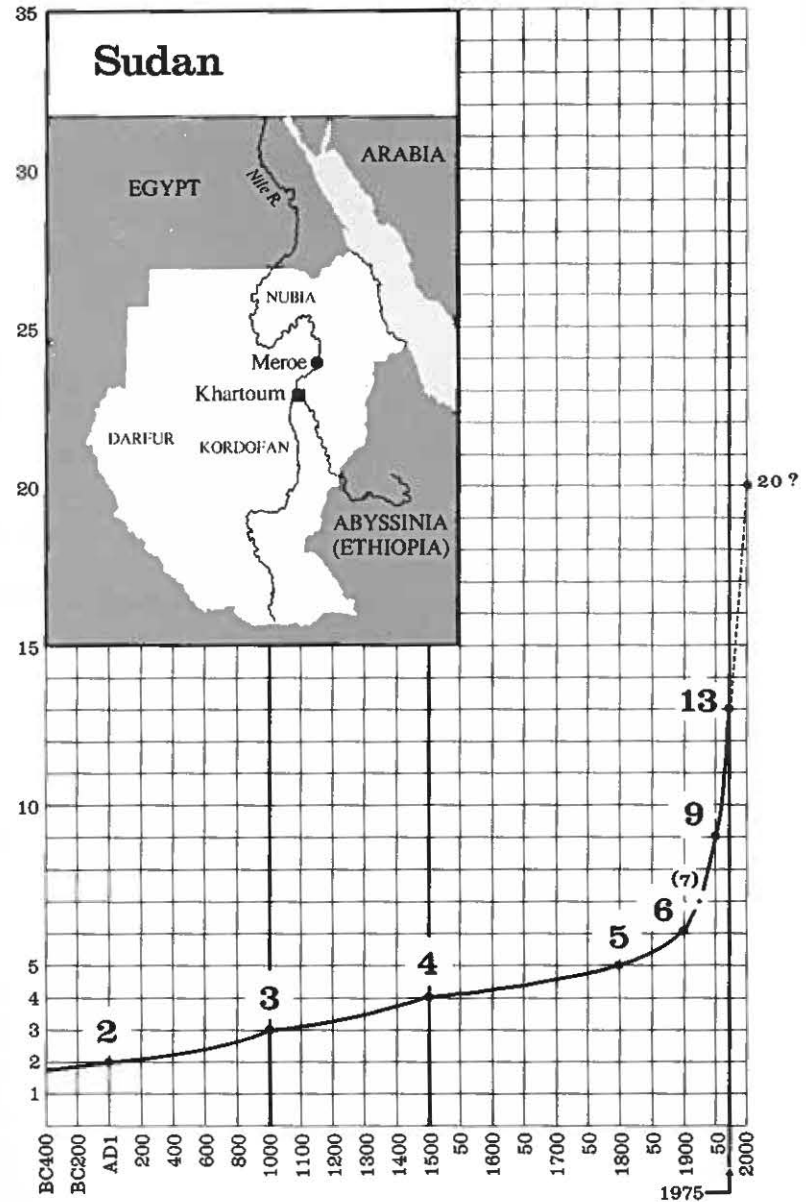 35
Sudan
30
ARABIA
EGYPT
Nile R.
NUBIA
25
Meroe
Khartoum
DARFUR
KORDOFAN
20
20 ?
ABYSSINIA
(ETHIOPIA)
15
13
10
9
(7)
6
5
5
4
4
3
3
2
2
1
BC400
BC200
AD1
200
400
600
800
1000
1100
1200
1300
1400
1500
50
1600
50
1700
50
1800
50
1900
50
2000
1975